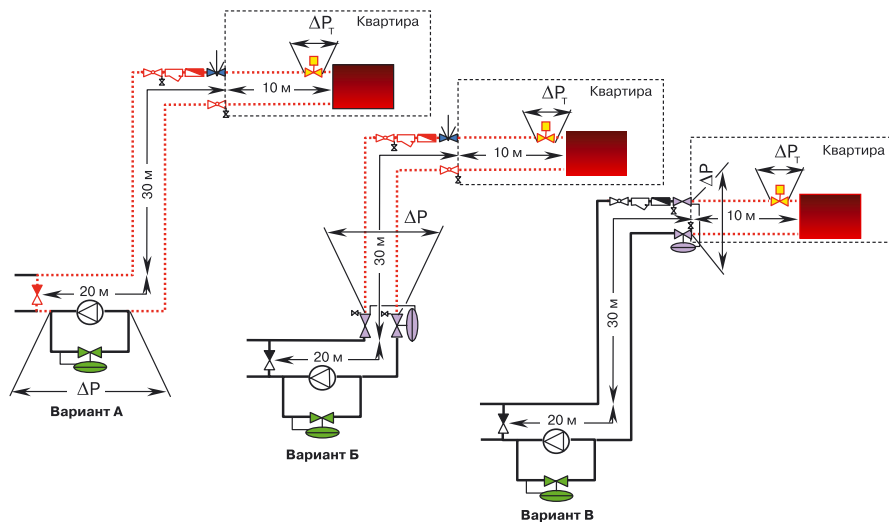 Квартира
ΔPт
10 м
30 м
20 м
ΔP
Вариант А
Квартира
ΔPт
10 м
ΔP
30 м
20 м
Вариант Б
Квартира
ΔPт
ΔP
10 м
30 м
20 м
Вариант В